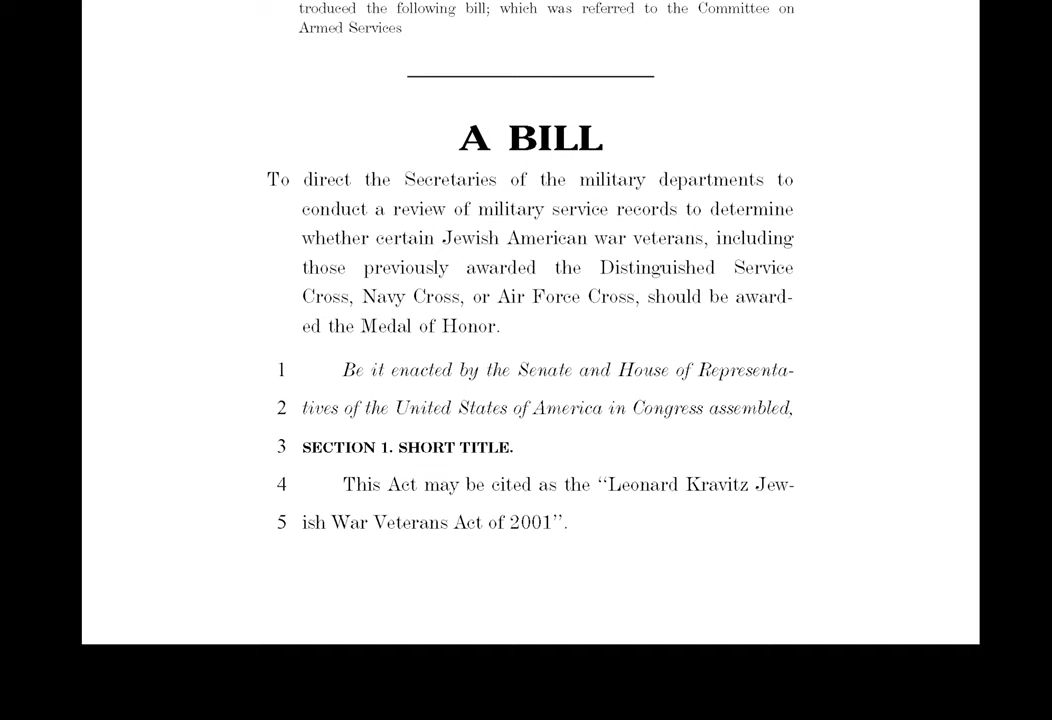 troduced the following bill; which was referred to the Committee on
Armed Services
A BILL
To direct the Secretaries of the military departments to
conduct a review of military service records to determine
whether certain Jewish American war veterans, including
those previously awarded the Distinguished Service
Cross, Navy Cross, or Air Force Cross, should be award-
ed the Medal of Honor.
1 Be it enacted by the Senate and House of Representa-
2 tives of the United States of America in Congress assembled,
3 SECTION 1. SHORT TITLE.
4 This Act may be cited as the ‘‘Leonard Kravitz Jew-
5 ish War Veterans Act of 2001’’.